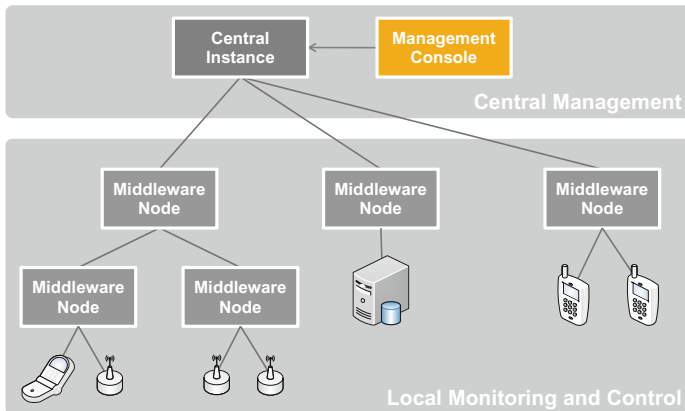 Central
Instance
Management
Console
Central Management
Middleware
Node
Middleware
Node
Middleware
Node
Middleware
Node
Middleware
Node
Local Monitoring and Control